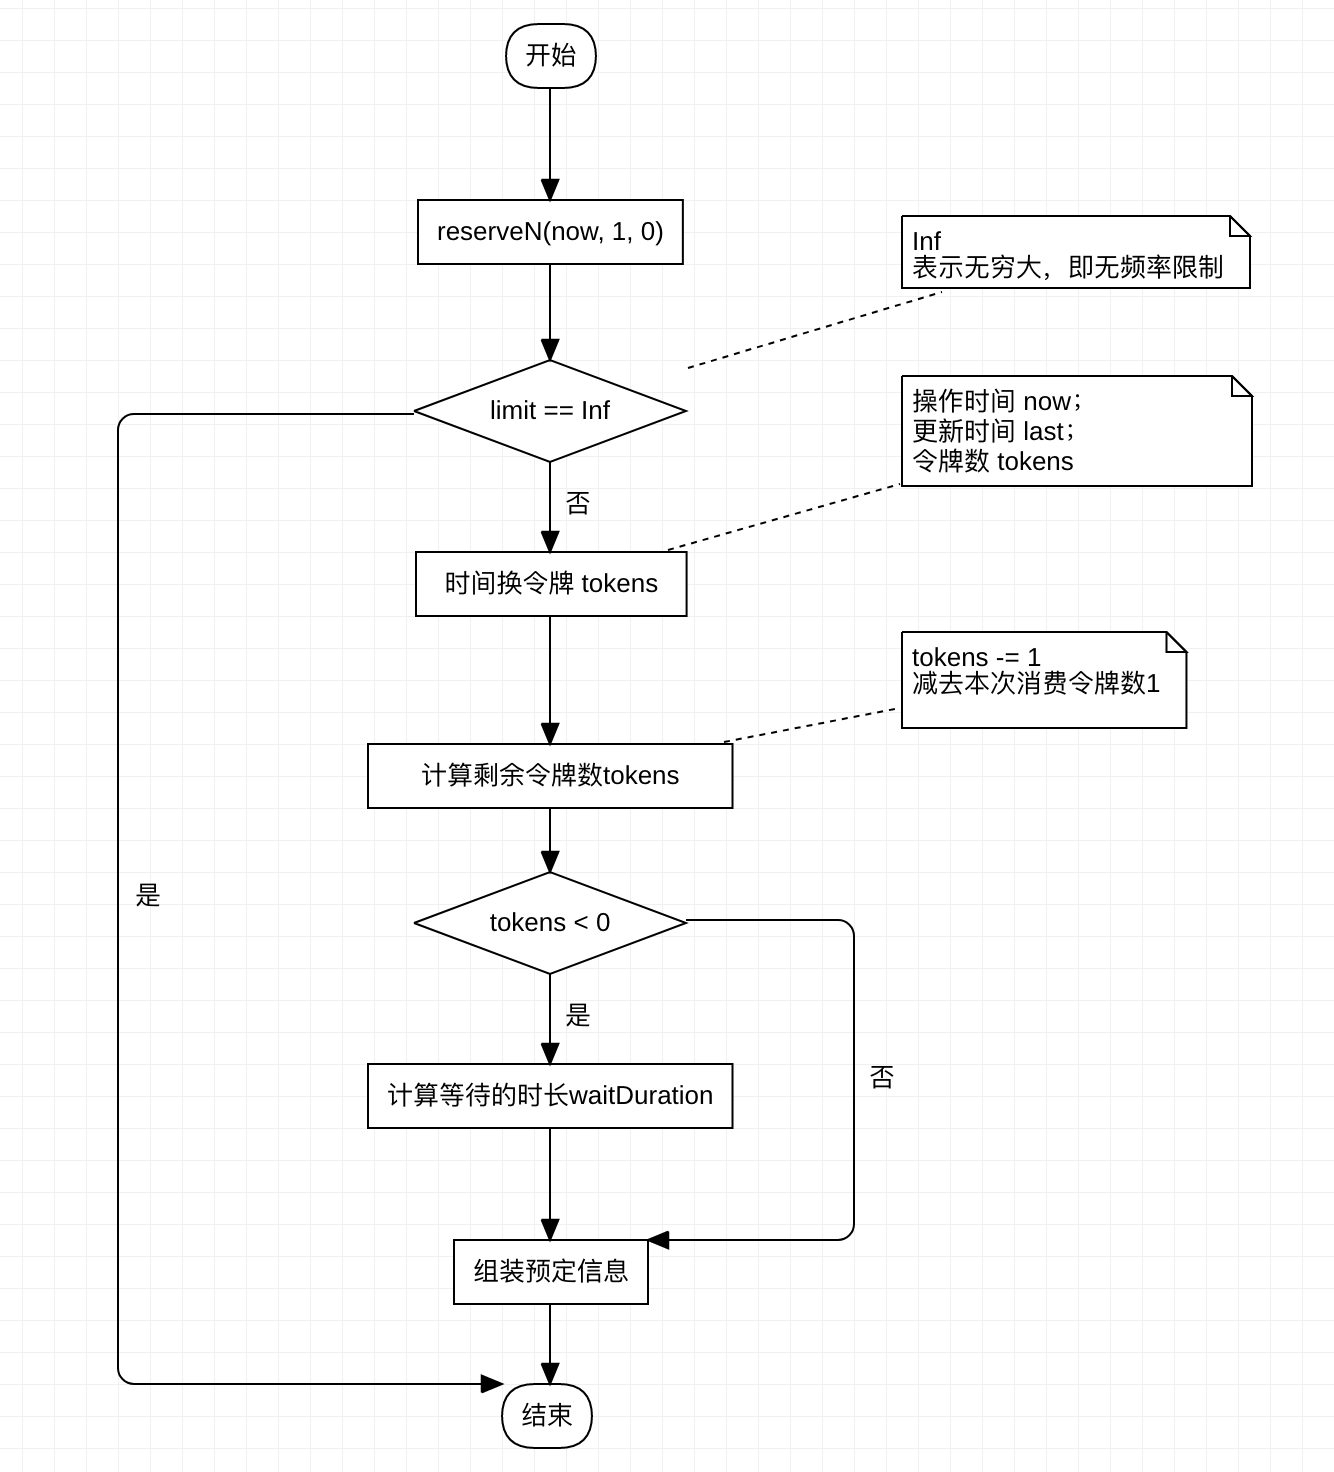 开始
reserveN(now, 1, 0)
Inf
表示无穷大，即无频率限制
limit == Inf
操作时间 now；
更新时间 last；
令牌数 tokens
否
时间换令牌 tokens
tokens -= 1
减去本次消费令牌数1
计算剩余令牌数tokens
是
tokens < 0
是
否
计算等待的时长waitDuration
组装预定信息
结束